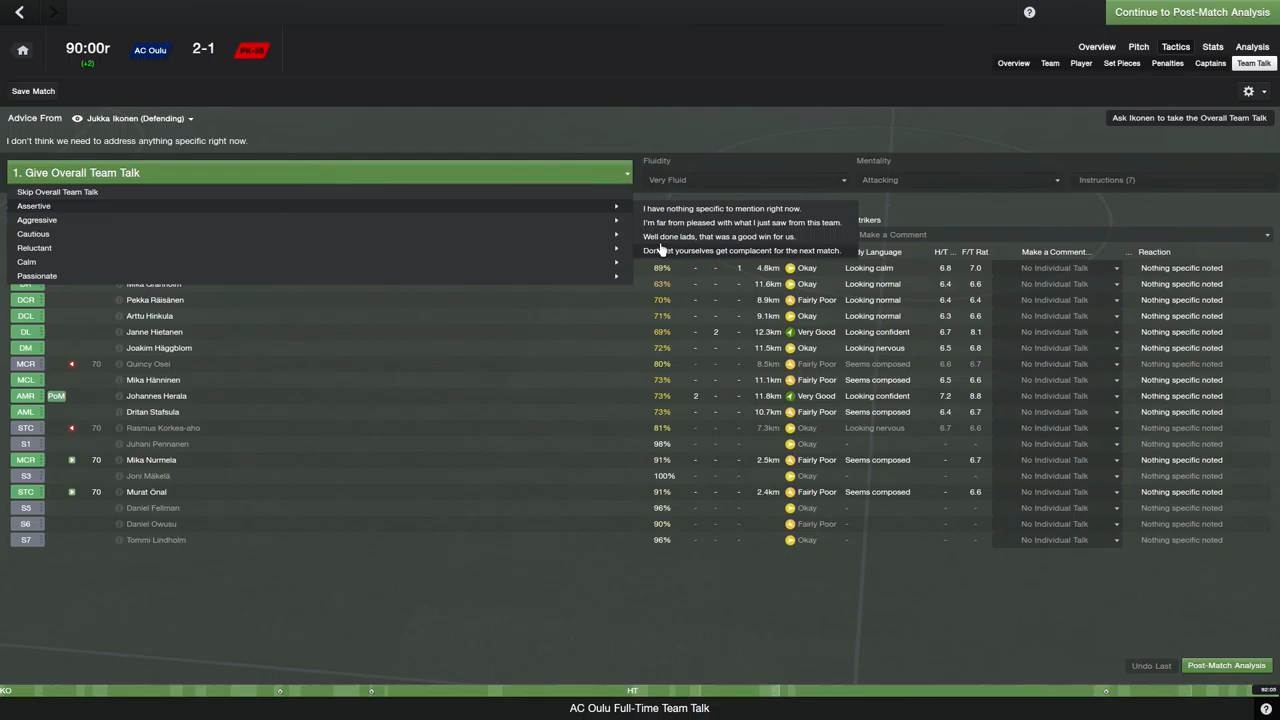 Continue to Post-Match Analysis
90:00r
(+2)
AC Oulu
2-1
PK-35
Overview Pitch Tactics Stats Analysis
Overview Team Player Set Pieces Penalties Captains Team Talk
Save Match
Advice From Jukka Ikonen (Defending)
Ask Ikonen to take the Overall Team Talk
I don't think we need to address anything specific right now.
Fluidity Mentality
1. Give Overall Team Talk
Very Fluid Attacking Instructions (7)
Skip Overall Team Talk
Assertive
Aggressive
Cautious
Reluctant
Calm
Passionate
I have nothing specific to mention right now.
I'm far from pleased with what I just saw from this team.
Well done lads, that was a good win for us.
yourselves get complacent for the next match.
Make a Comment
Language H/T ... F/T Rat Make a Comment... ... Reaction
89% - - 1 4.8km Okay Looking calm 6.8 7.0 No Individual Talk Nothing specific noted
DR Mika Granholm 63% - - - 11.6km Okay Looking normal 6.4 6.6 No Individual Talk Nothing specific noted
DCR Pekka Räisänen 70% - - - 8.9km Fairly Poor Looking normal 6.4 6.4 No Individual Talk Nothing specific noted
DCL Arttu Hinkula 71% - - - 9.1km Okay Looking normal 6.3 6.6 No Individual Talk Nothing specific noted
DL Janne Hietanen 69% - 2 - 12.3km Very Good Looking confident 6.7 8.1 No Individual Talk Nothing specific noted
DM Joakim Häggblom 72% - - - 11.5km Okay Looking nervous 6.5 6.8 No Individual Talk Nothing specific noted
MCR 70 Quincy Osei 80% - - - 8.5km Fairly Poor Seems composed 6.6 6.7 No Individual Talk Nothing specific noted
MCL Mika Hänninen 73% - - - 11.1km Fairly Poor Seems composed 6.5 6.6 No Individual Talk Nothing specific noted
AMR PoM Johannes Herala 73% 2 - - 11.8km Very Good Looking confident 7.2 8.8 No Individual Talk Nothing specific noted
AML Dritan Stafsula 73% - - - 10.7km Fairly Poor Seems composed 6.4 6.7 No Individual Talk Nothing specific noted
STC 70 Rasmus Korkes-aho 81% - - - 7.3km Okay Looking nervous 6.7 6.6 No Individual Talk Nothing specific noted
S1 Juhani Pennanen 98% - - - Okay - - - No Individual Talk Nothing specific noted
MCR 70 Mika Nurmela 91% - - - 2.5km Fairly Poor Seems composed - 6.7 No Individual Talk Nothing specific noted
S3 Joni Mäkelä 100% - - - Okay - - - No Individual Talk Nothing specific noted
STC 70 Murat Önal 91% - - - 2.4km Fairly Poor Seems composed - 6.6 No Individual Talk Nothing specific noted
S5 Daniel Fellman 96% - - - Okay - - - No Individual Talk Nothing specific noted
S6 Daniel Owusu 90% - - - Fairly Poor - - - No Individual Talk Nothing specific noted
S7 Tommi Lindholm 96% - - - Okay - - - No Individual Talk Nothing specific noted
Undo Last Post-Match Analysis
KO HT 92:05
AC Oulu Full-Time Team Talk